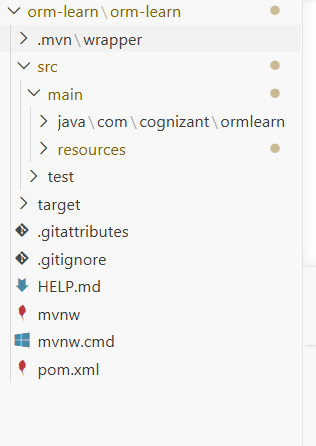 orm-learn\orm-learn
.mvn\wrapper
src
main
java\com\cognizant\ormlearn
resources
test
target
.gitattributes
.gitignore
HELP.md
mvnw
mvnw.cmd
pom.xml